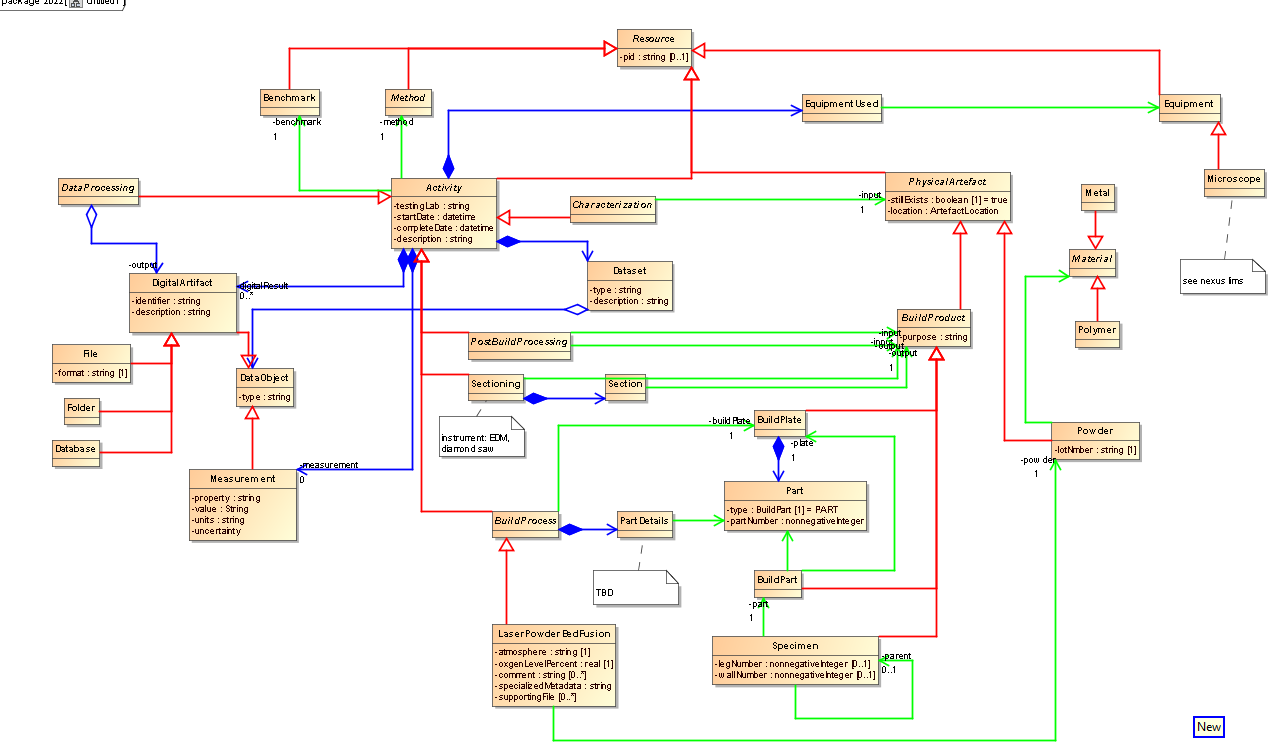 package 2022[ Untitled1
Resource
-pid : string [0..1]
Benchmark
Method
EquipmentUsed
Equipment
-benchmark
1
-method
1
DataProcessing
Activity
-testingLab : string
-startDate : datetime
-completeDate : datetime
-description : string
Characterization
-input
1
PhysicalArtefact
-stillExists : boolean [1] = true
-location : ArtefactLocation
Metal
Microscope
Material
see nexus lims
-output
DigitalArtifact
-identifier : string
-description : string
digitalResult
0..*
Dataset
-type : string
-description : string
BuildProduct
-purpose : string
Polymer
PostBuildProcessing
-input
-input
-output
-output
1
File
-format : string [1]
DataObject
-type : string
Folder
Database
Sectioning
Section
instrument: EDM,
diamond saw
-buildPlate
1
BuildPlate
-plate
1
Powder
-lotNmber : string [1]
-powder
1
-measurement
0
Measurement
-property : string
-value : String
-units : string
-uncertainty
Part
-type : BuildPart [1] = PART
-partNumber : nonnegativeInteger
BuildProcess
PartDetails
TBD
BuildPart
-part
1
LaserPowderBedFusion
-atmosphere : string [1]
-oxgenLevelPercent : real [1]
-comment : string [0..*]
-specializedMetadata : string
-supportingFile [0..*]
Specimen
-legNumber : nonnegativeInteger [0..1]
-wallNumber : nonnegativeInteger [0..1]
-parent
0..1
New